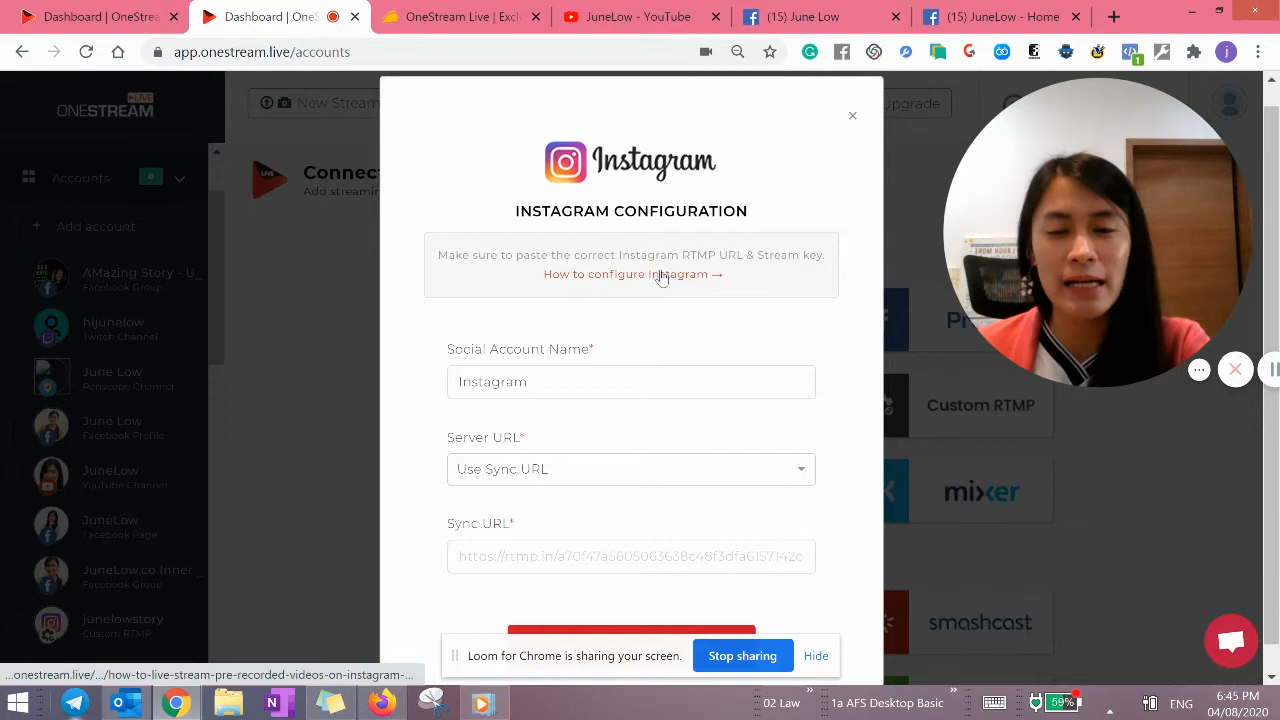 Dashboard | OneS
Dashboard | OneS
OneStream Live | Excl
JuneLow - YouTube
(15) June Low
(15) JuneLow - Home
app.onestream.live/accounts
1
j
LIVE
ONESTREAM
New Stream
Upgrade
Accounts
6
Add account
LIVE
Connect
Add streamin
AMazing Story - U...
Facebook Group
hijunelow
Twitch Channel
June Low
Periscope Channel
June Low
Facebook Profile
JuneLow
YouTube Channel
JuneLow
Facebook Page
JuneLow.co Inner ...
Facebook Group
junelowstory
Custom RTMP
Instagram
INSTAGRAM CONFIGURATION
Make sure to paste the correct Instagram RTMP URL & Stream key.
How to configure Instagram →
Social Account Name*
Instagram
Server URL*
Use Sync URL
Sync URL*
https://rtmp.in/a70f47a5605063638c48f3dfa6157142c
Custom RTMP
mixer
smashcast
Loom for Chrome is sharing your screen.
Stop sharing
Hide
.onestream.live/.../how-to-live-stream-pre-recorded-videos-on-instagram-...
02 Law
1a AFS Desktop Basic
59%
ENG
6:45 PM
04/08/2020